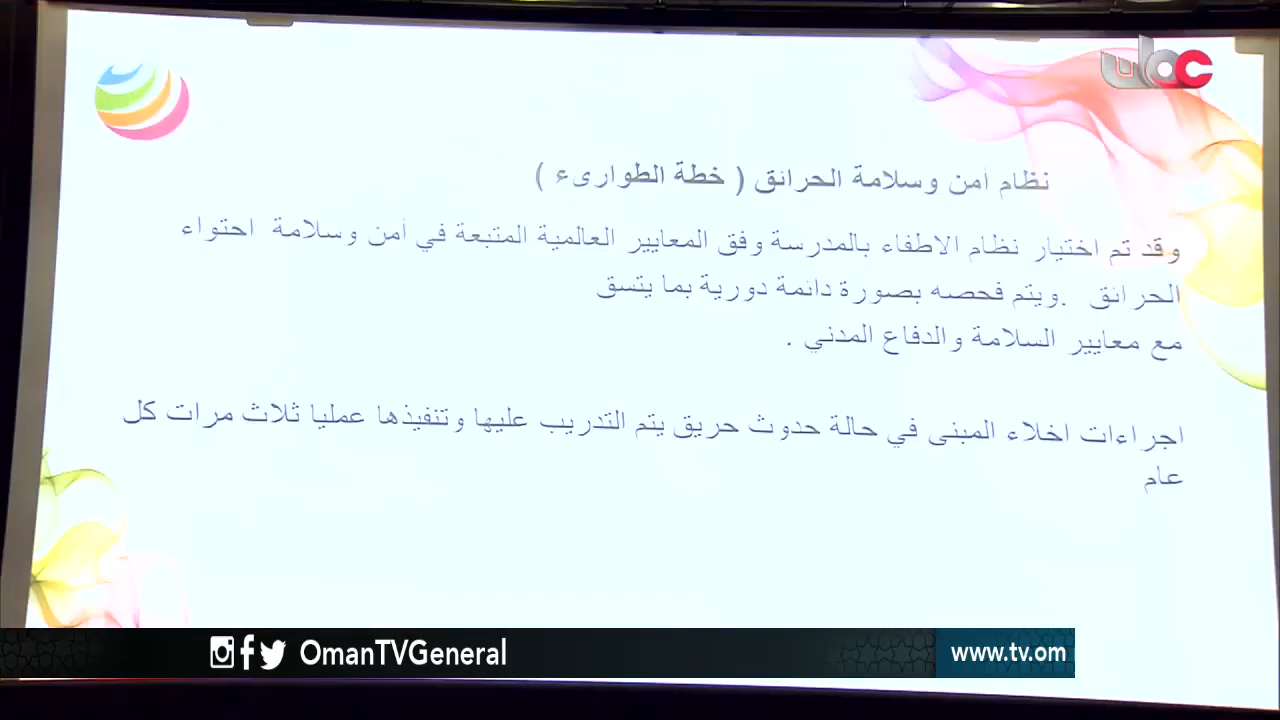 عمان
نظام أمن وسلامة الحرائق ( خطة الطوارىء )
وقد تم اختيار نظام الاطفاء بالمدرسة وفق المعايير العالمية المتبعة في أمن وسلامة احتواء
الحرائق .ويتم فحصه بصورة دائمة دورية بما يتسق
مع معايير السلامة والدفاع المدني .
اجراءات اخلاء المبنى في حالة حدوث حريق يتم التدريب عليها وتنفيذها عمليا ثلاث مرات كل
عام
OmanTVGeneral
www.tv.om